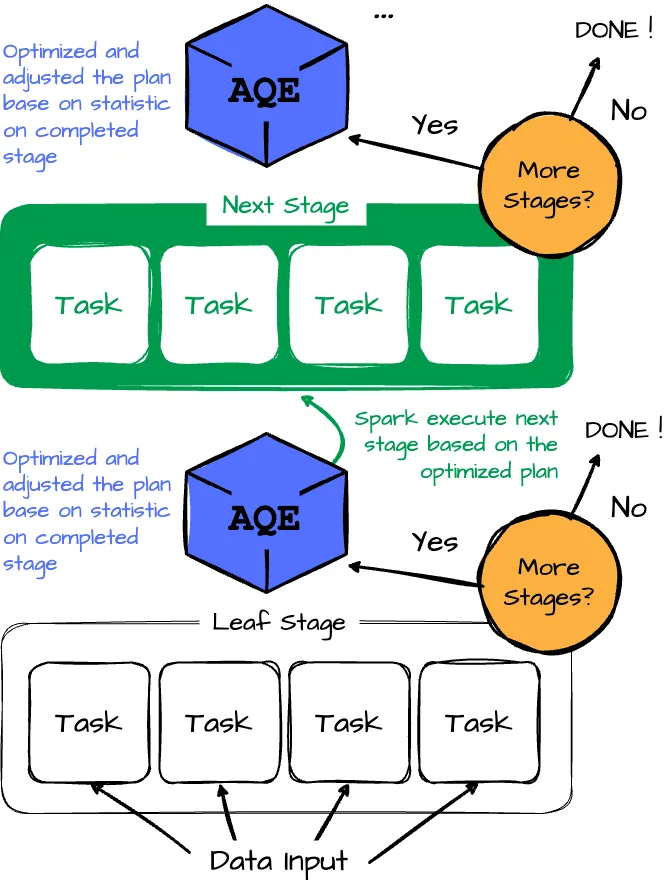 ...
DONE !
Optimized and
adjusted the plan
base on statistic
on completed
stage
AQE
Yes
No
More
Stages?
Next Stage
Task
Task
Task
Task
Spark execute next
stage based on the
optimized plan
DONE !
Optimized and
adjusted the plan
base on statistic
on completed
stage
AQE
Yes
No
More
Stages?
Leaf Stage
Task
Task
Task
Task
Data Input